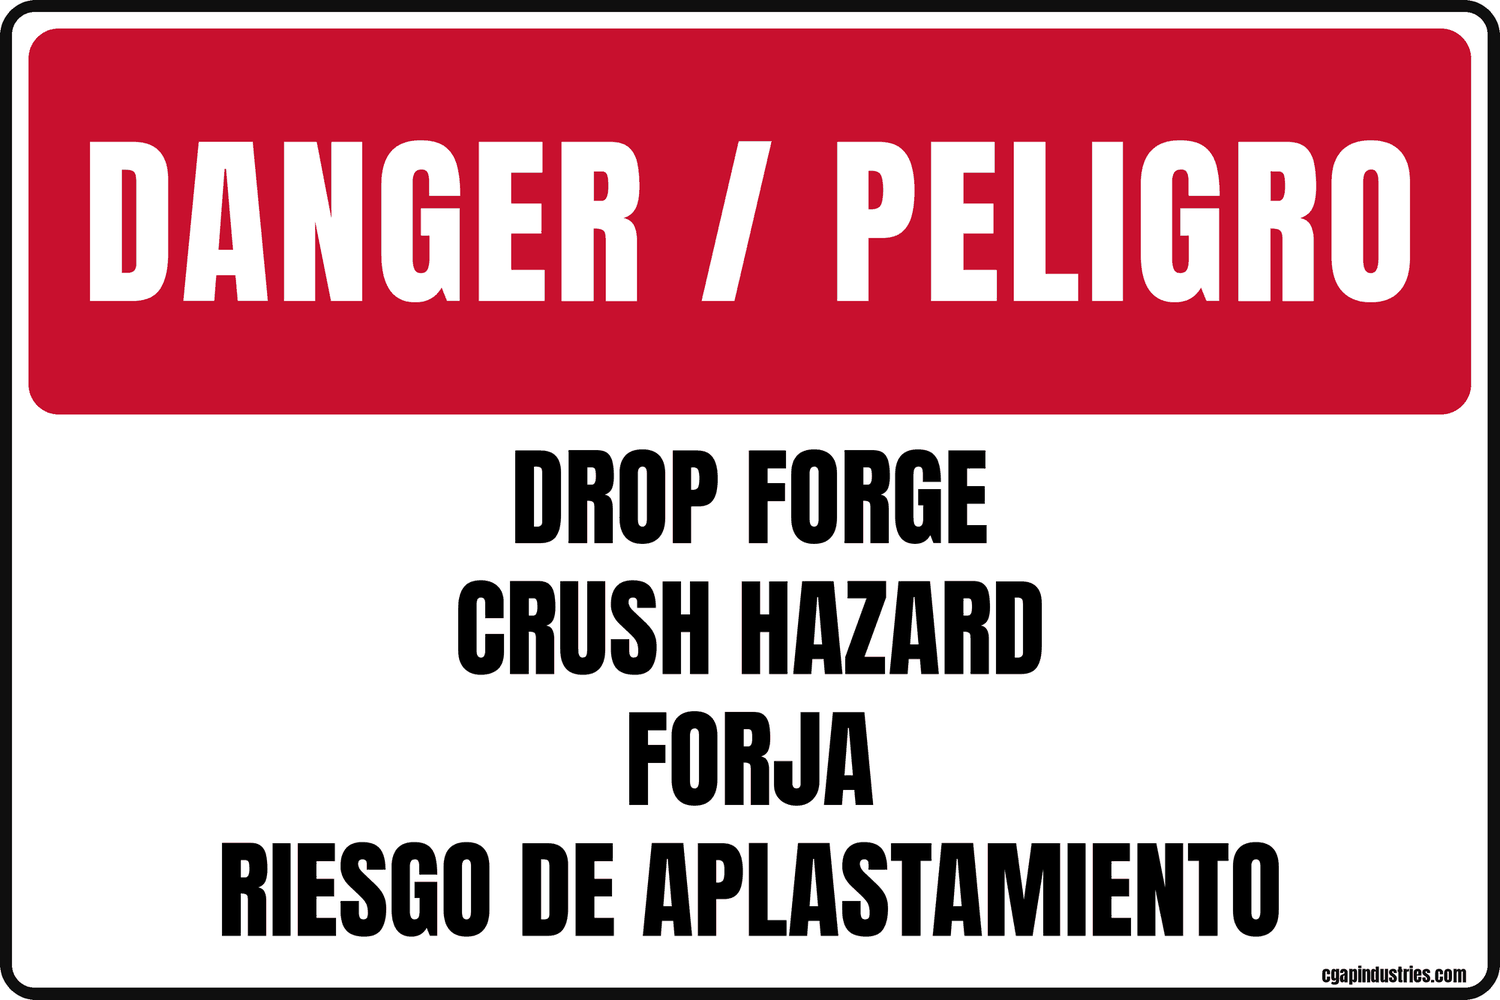 DANGER / PELIGRO
DROP FORGE
CRUSH HAZARD
FORJA
RIESGO DE APLASTAMIENTO
cgapindustries.com